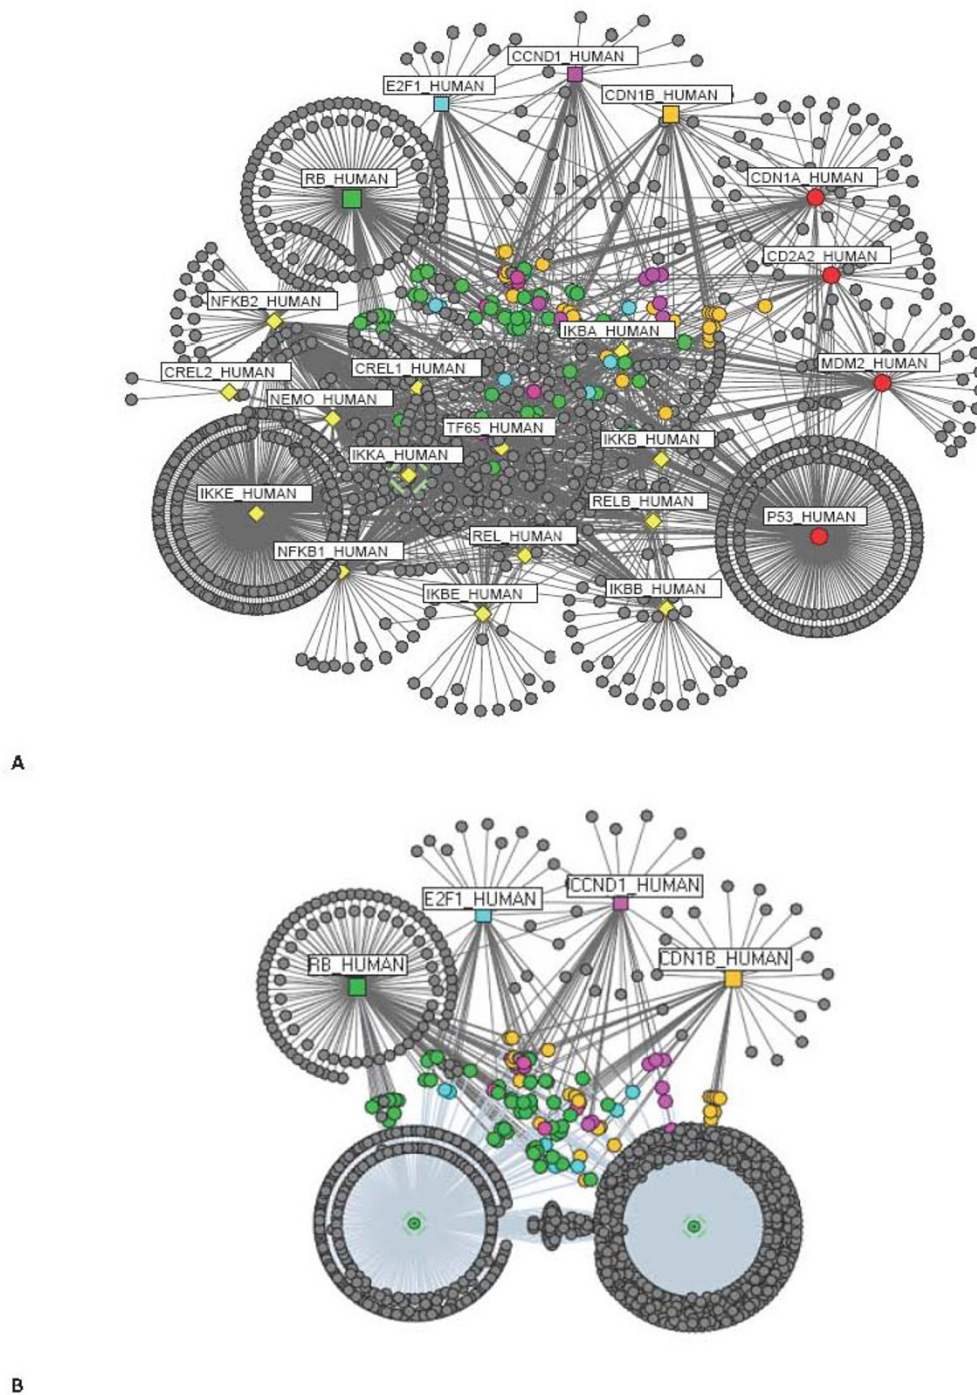 CCND1_HUMAN
E2F1_HUMAN
CDN1B_HUMAN
RB_HUMAN
CDN1A_HUMAN
CD2A2_HUMAN
NFKB2_HUMAN
IKBA_HUMAN
CREL2_HUMAN
CREL1_HUMAN
MDM2_HUMAN
NEMO_HUMAN
TF65_HUMAN
IKKB_HUMAN
IKKA_HUMAN
IKKE_HUMAN
RELB_HUMAN
P53_HUMAN
NFKB1_HUMAN
REL_HUMAN
IKBE_HUMAN
IKBB_HUMAN
A
CCND1_HUMAN
E2F1_HUMAN
RB_HUMAN
CDN1B_HUMAN
B